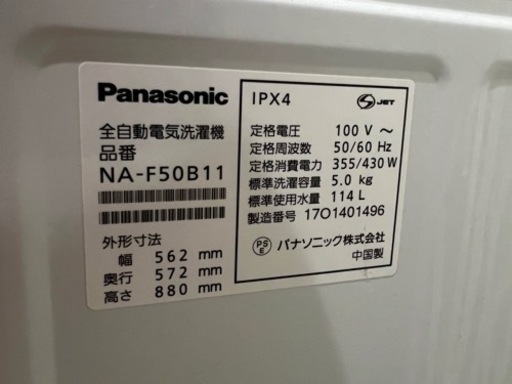 Panasonic
全自動電気洗濯機
品番
NA-F50B11
外形寸法
幅 562 mm
奥行 572 mm
高さ 880 mm
IPX4
S JET
定格電圧 100 V ～
定格周波数 50/60 Hz
定格消費電力 355/430 W
標準洗濯容量 5.0 kg
標準使用水量 114 L
製造番号 1701401496
PS E パナソニック株式会社
中国製